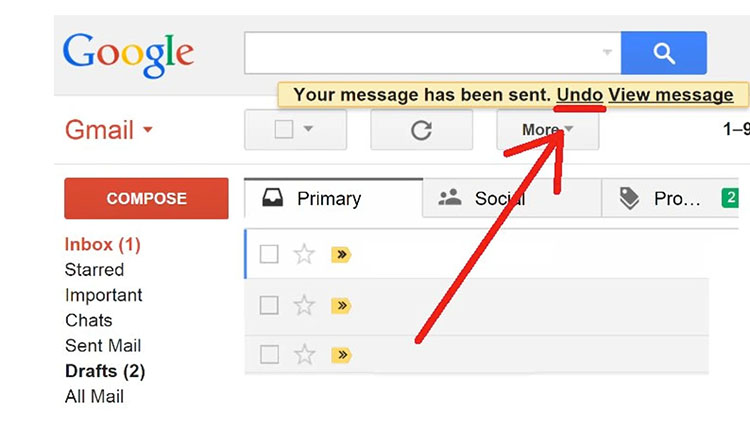 Google
Your message has been sent. Undo View message
Gmail
More
1–9
COMPOSE
Primary
Social
Pro...
2
Inbox (1)
Starred
Important
Chats
Sent Mail
Drafts (2)
All Mail